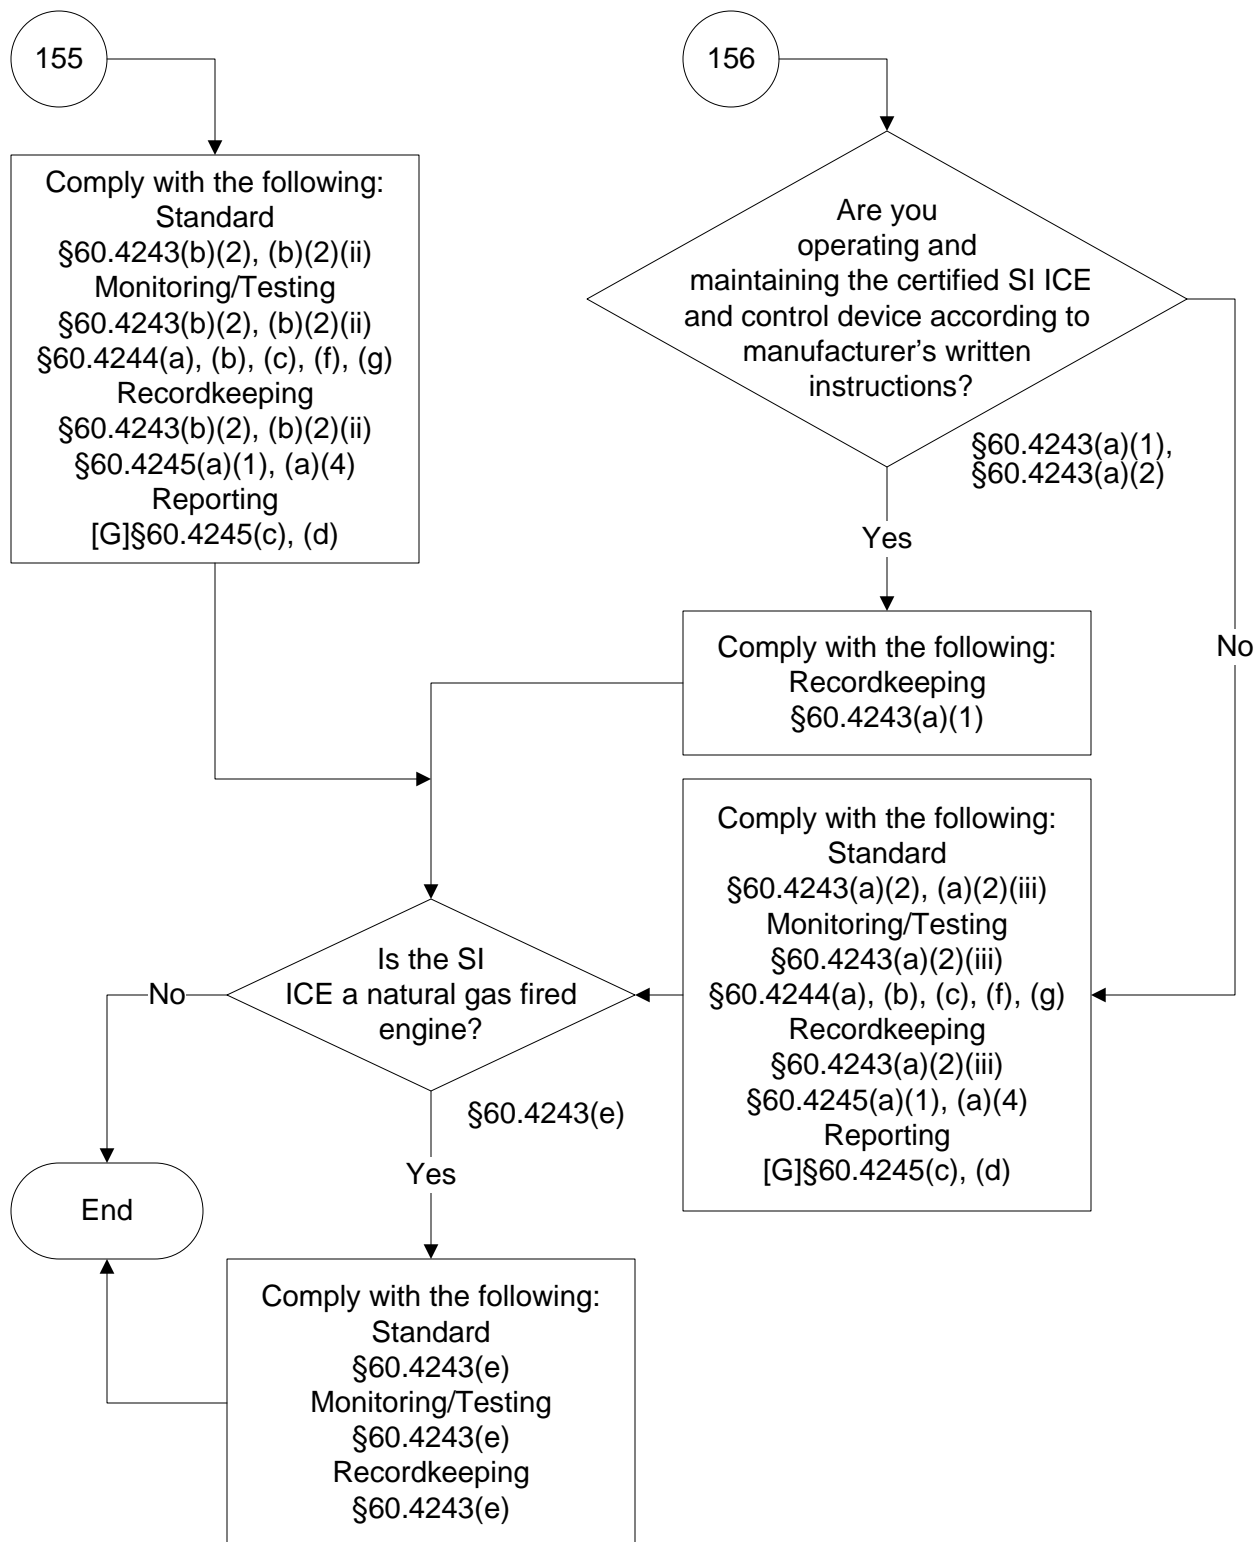 155
Comply with the following:
Standard
§60.4243(b)(2), (b)(2)(ii)
Monitoring/Testing
§60.4243(b)(2), (b)(2)(ii)
§60.4244(a), (b), (c), (f), (g)
Recordkeeping
§60.4243(b)(2), (b)(2)(ii)
§60.4245(a)(1), (a)(4)
Reporting
[G]§60.4245(c), (d)
156
Are you
operating and
maintaining the certified SI ICE
and control device according to
manufacturer's written
instructions?
§60.4243(a)(1),
§60.4243(a)(2)
Yes
No
Comply with the following:
Recordkeeping
§60.4243(a)(1)
Comply with the following:
Standard
§60.4243(a)(2), (a)(2)(iii)
Monitoring/Testing
§60.4243(a)(2)(iii)
§60.4244(a), (b), (c), (f), (g)
Recordkeeping
§60.4243(a)(2)(iii)
§60.4245(a)(1), (a)(4)
Reporting
[G]§60.4245(c), (d)
Is the SI
ICE a natural gas fired
engine?
No
§60.4243(e)
Yes
End
Comply with the following:
Standard
§60.4243(e)
Monitoring/Testing
§60.4243(e)
Recordkeeping
§60.4243(e)